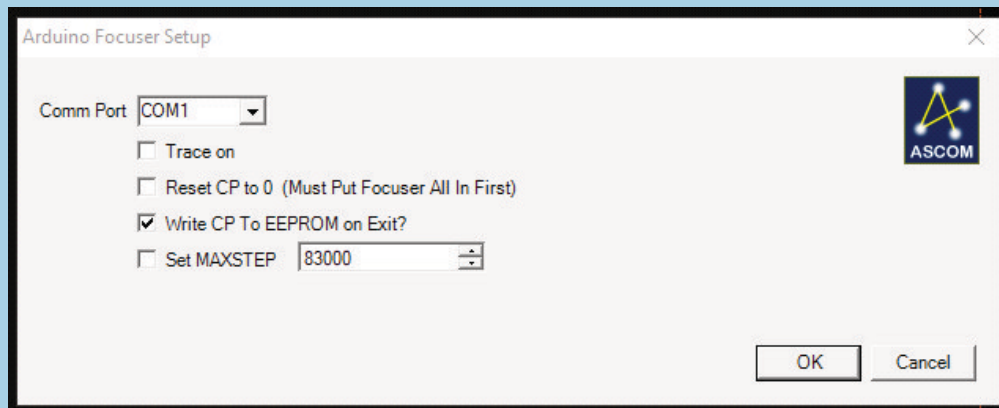 Arduino Focuser Setup
Comm Port COM1
Trace on
Reset CP to 0 (Must Put Focuser All In First)
Write CP To EEPROM on Exit?
Set MAXSTEP 83000
ASCOM
OK Cancel